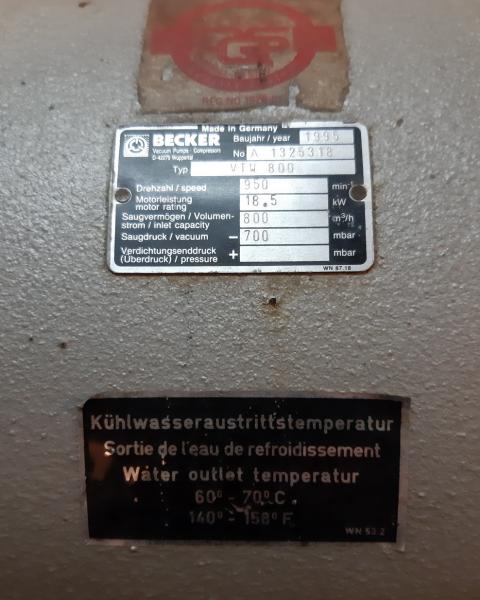 Made in Germany
BECKER
Vacuum Pumps · Compressors
D-42279 Wuppertal
Baujahr / year 1995
No A 1325318
Typ VTW 800
Drehzahl / speed 950 min⁻¹
Motorleistung
motor rating 18.5 kW
Saugvermögen / Volumen-
strom / inlet capacity 800 m³/h
Saugdruck / vacuum – 700 mbar
Verdichtungsenddruck
(Überdruck) / pressure + mbar
WN 87.18
Kühlwasseraustrittstemperatur
Sortie de l'eau de refroidissement
Water outlet temperatur
60° - 70° C.
140° - 158° F.
WN 53.2